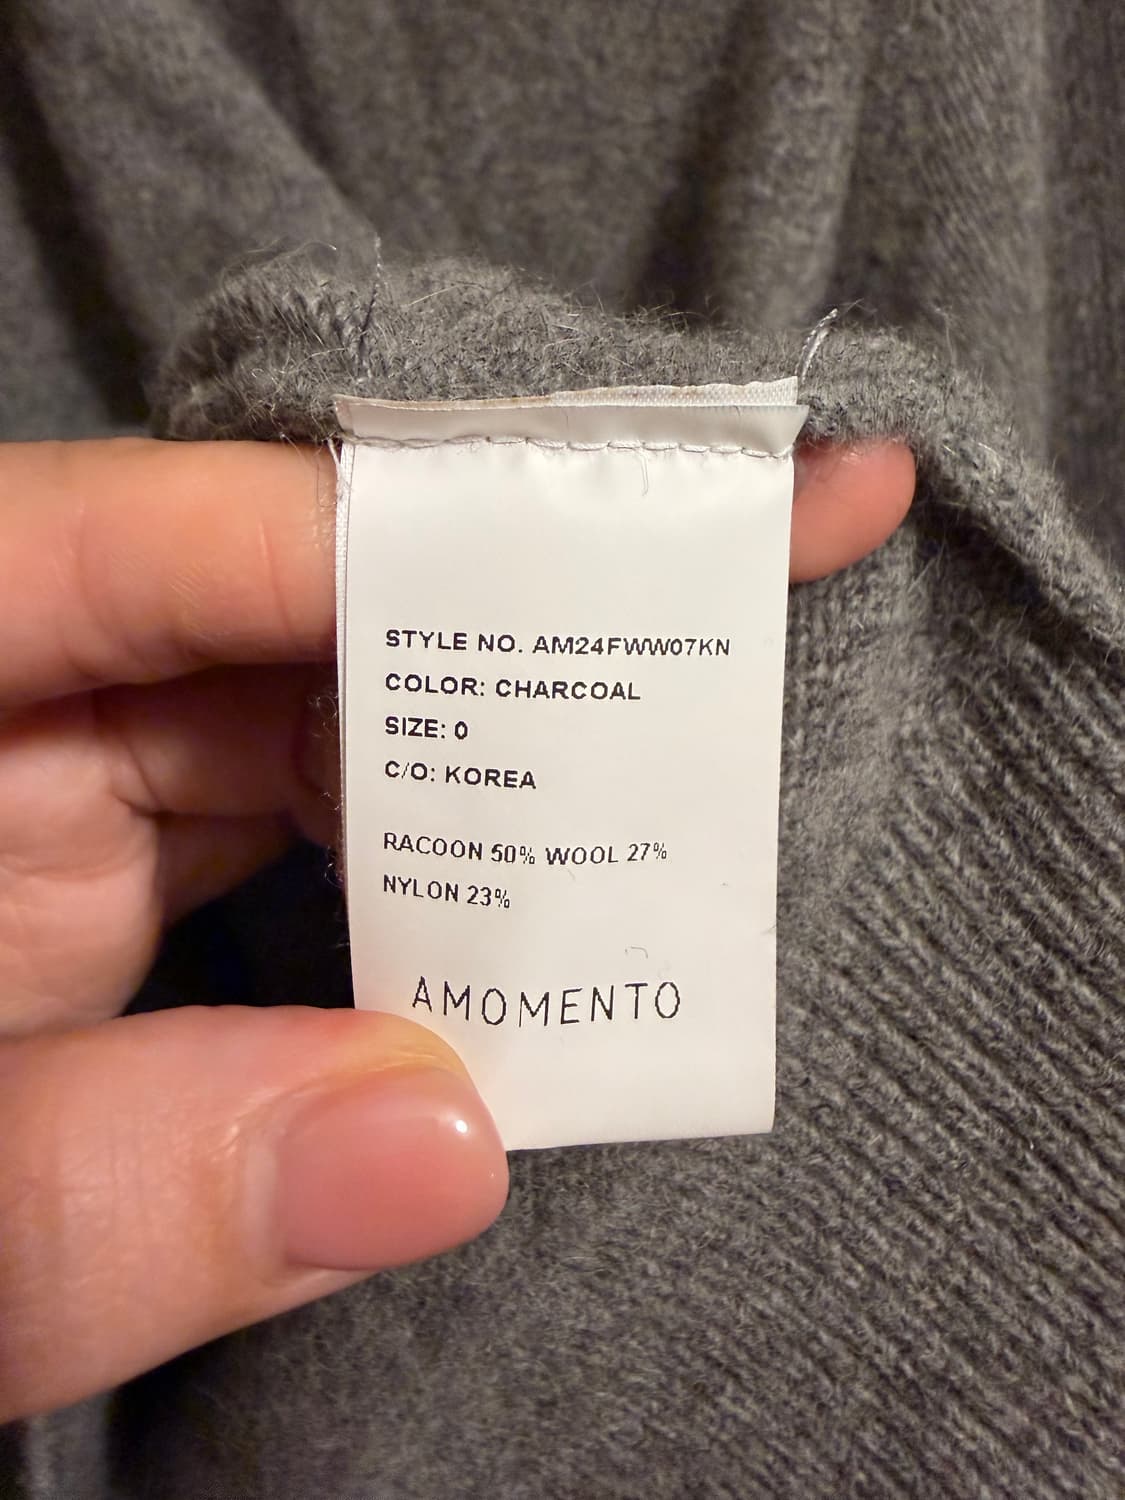 STYLE NO. AM24FWW07KN
COLOR: CHARCOAL
SIZE: 0
C/O: KOREA
RACOON 50% WOOL 27%
NYLON 23%
AMOMENTO